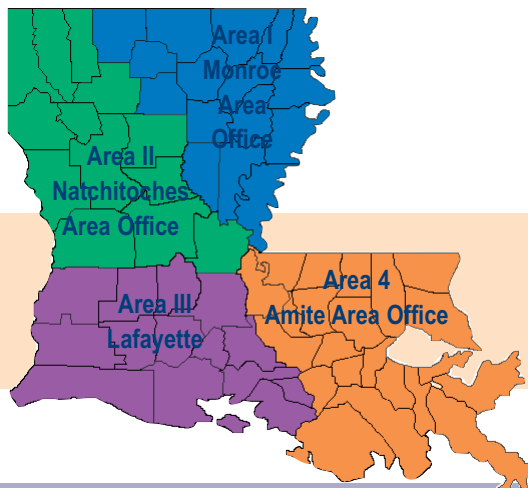 Area I
Monroe
Area
Office
Area II
Natchitoches
Area Office
Area III
Lafayette
Area 4
Amite Area Office